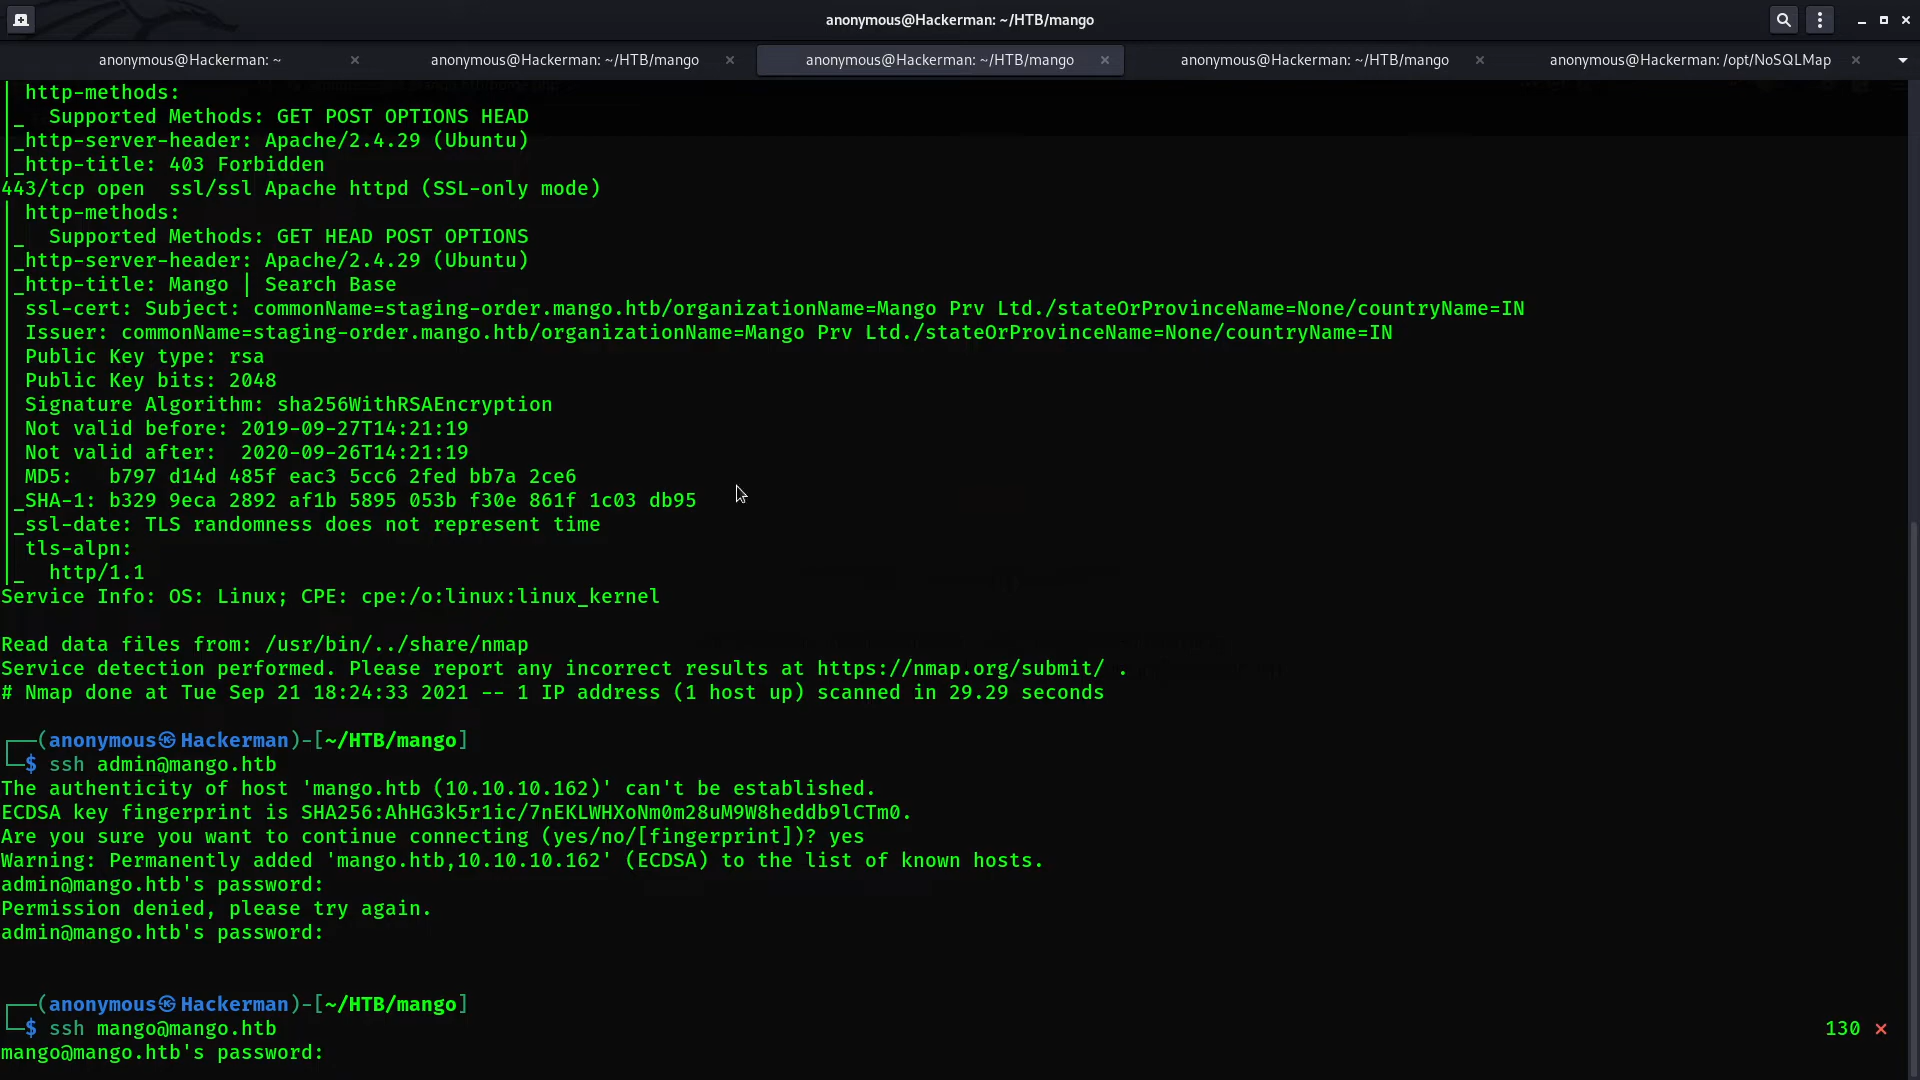 anonymous@Hackerman: ~/HTB/mango
anonymous@Hackerman: ~
anonymous@Hackerman: ~/HTB/mango
anonymous@Hackerman: ~/HTB/mango
anonymous@Hackerman: ~/HTB/mango
anonymous@Hackerman: /opt/NoSQLMap
| http-methods:
|_  Supported Methods: GET POST OPTIONS HEAD
|_http-server-header: Apache/2.4.29 (Ubuntu)
|_http-title: 403 Forbidden
443/tcp open  ssl/ssl Apache httpd (SSL-only mode)
| http-methods:
|_  Supported Methods: GET HEAD POST OPTIONS
|_http-server-header: Apache/2.4.29 (Ubuntu)
|_http-title: Mango | Search Base
| ssl-cert: Subject: commonName=staging-order.mango.htb/organizationName=Mango Prv Ltd./stateOrProvinceName=None/countryName=IN
| Issuer: commonName=staging-order.mango.htb/organizationName=Mango Prv Ltd./stateOrProvinceName=None/countryName=IN
| Public Key type: rsa
| Public Key bits: 2048
| Signature Algorithm: sha256WithRSAEncryption
| Not valid before: 2019-09-27T14:21:19
| Not valid after:  2020-09-26T14:21:19
| MD5:   b797 d14d 485f eac3 5cc6 2fed bb7a 2ce6
|_SHA-1: b329 9eca 2892 af1b 5895 053b f30e 861f 1c03 db95
|_ssl-date: TLS randomness does not represent time
| tls-alpn:
|_  http/1.1
Service Info: OS: Linux; CPE: cpe:/o:linux:linux_kernel
Read data files from: /usr/bin/../share/nmap
Service detection performed. Please report any incorrect results at https://nmap.org/submit/ .
# Nmap done at Tue Sep 21 18:24:33 2021 -- 1 IP address (1 host up) scanned in 29.29 seconds
┌──(anonymous㉿Hackerman)-[~/HTB/mango]
└─$ ssh admin@mango.htb
The authenticity of host 'mango.htb (10.10.10.162)' can't be established.
ECDSA key fingerprint is SHA256:AhHG3k5r1ic/7nEKLWHXoNm0m28uM9W8heddb9lCTm0.
Are you sure you want to continue connecting (yes/no/[fingerprint])? yes
Warning: Permanently added 'mango.htb,10.10.10.162' (ECDSA) to the list of known hosts.
admin@mango.htb's password:
Permission denied, please try again.
admin@mango.htb's password:
┌──(anonymous㉿Hackerman)-[~/HTB/mango]
└─$ ssh mango@mango.htb 130 ⨯
mango@mango.htb's password: